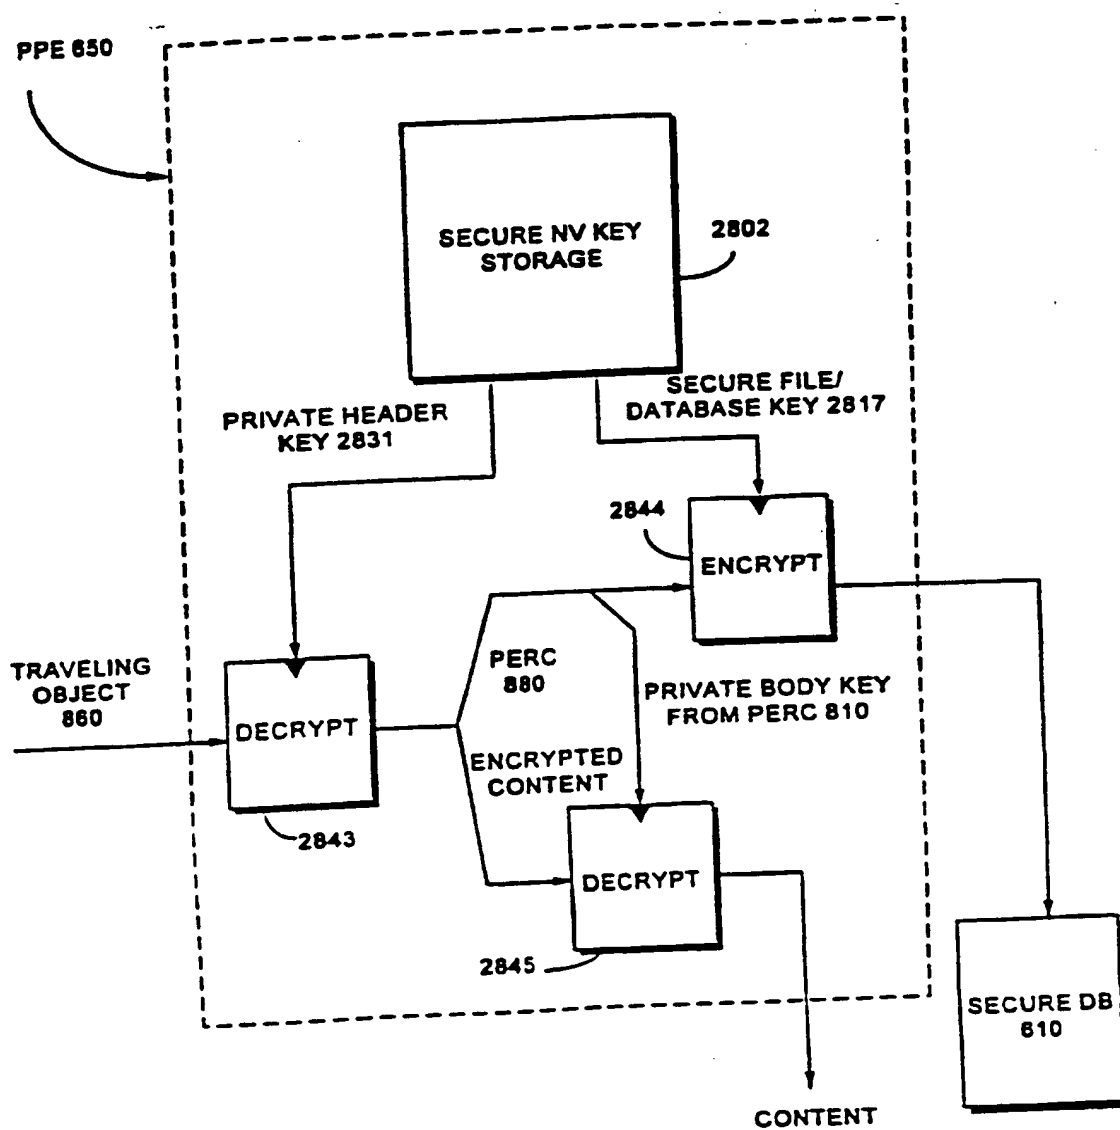 PPE 650
SECURE NV KEY
STORAGE
2802
PRIVATE HEADER
KEY 2831
SECURE FILE/
DATABASE KEY 2817
2844
ENCRYPT
TRAVELING
OBJECT
860
DECRYPT
2843
PERC
880
PRIVATE BODY KEY
FROM PERC 810
ENCRYPTED
CONTENT
DECRYPT
2845
SECURE DB
610
CONTENT